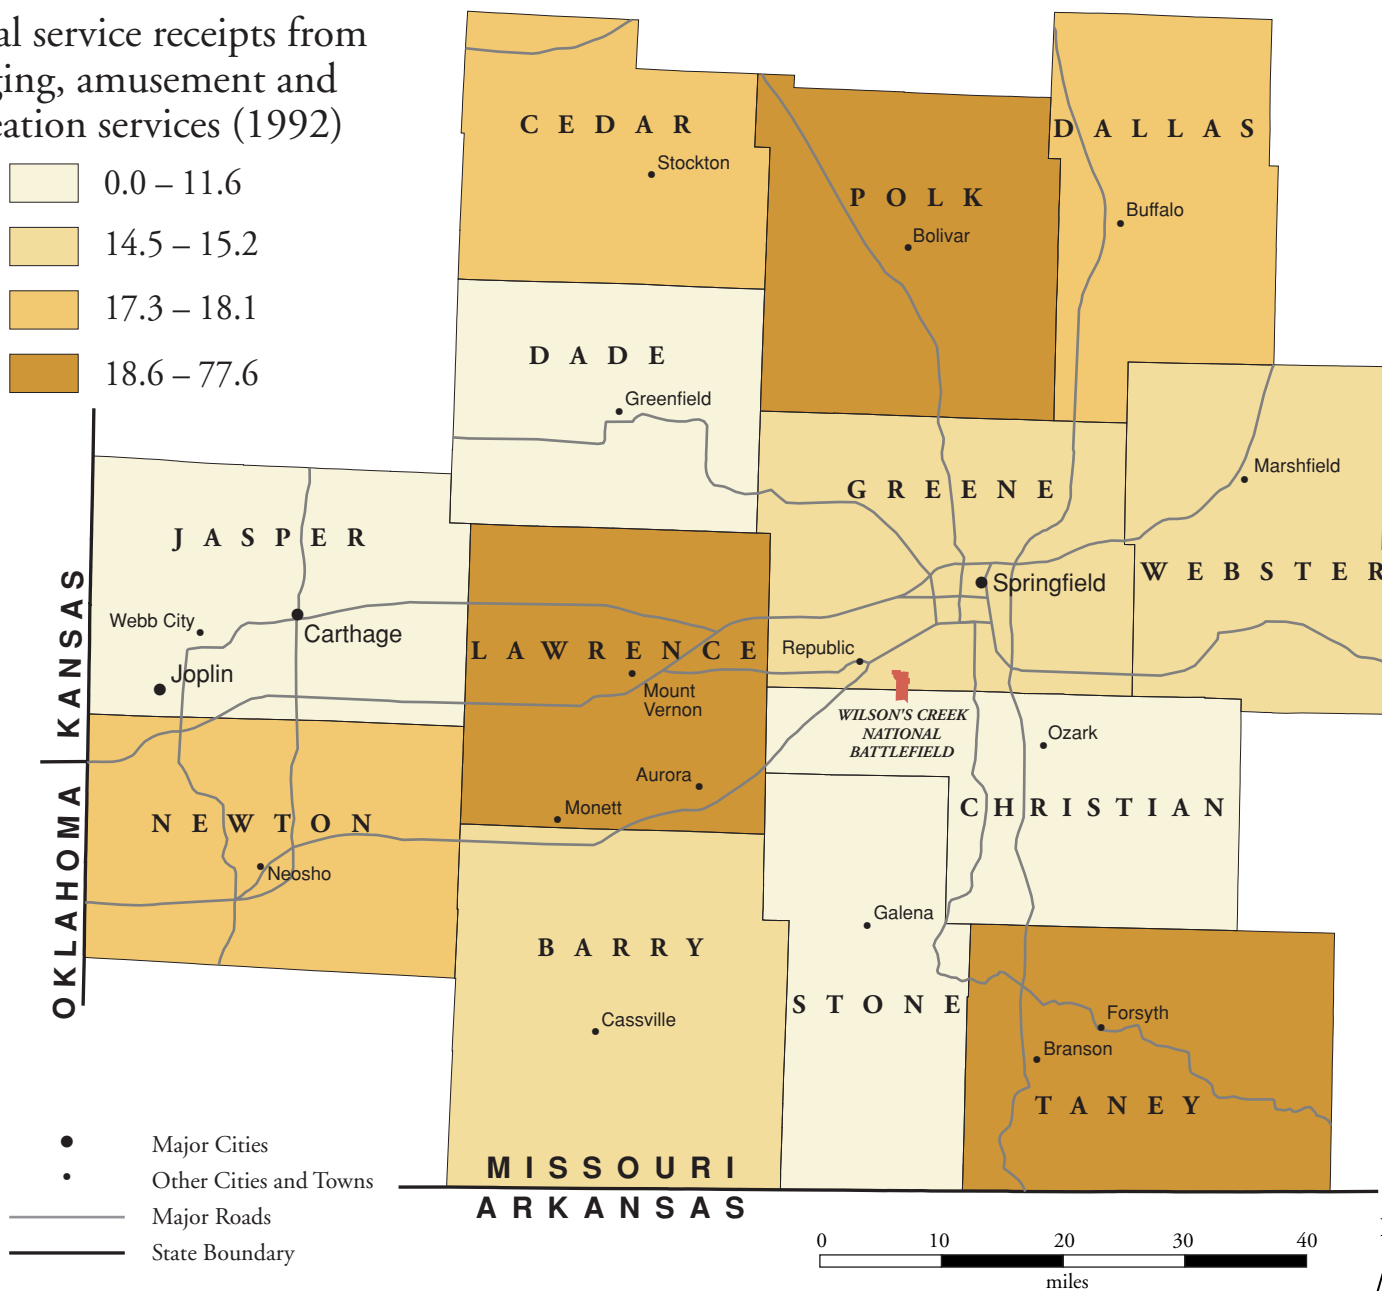 al service receipts from
ging, amusement and
eation services (1992)
0.0 – 11.6
14.5 – 15.2
17.3 – 18.1
18.6 – 77.6
CEDAR
Stockton
POLK
Bolivar
DALLAS
Buffalo
DADE
Greenfield
GREENE
Springfield
Republic
Marshfield
WEBSTER
JASPER
Webb City
Carthage
Joplin
LAWRENCE
Mount
Vernon
Aurora
Monett
WILSON'S CREEK
NATIONAL
BATTLEFIELD
Ozark
CHRISTIAN
NEWTON
Neosho
KANSAS
OKLAHOMA
BARRY
Cassville
Galena
STONE
Forsyth
Branson
TANEY
MISSOURI
ARKANSAS
Major Cities
Other Cities and Towns
Major Roads
State Boundary
0 10 20 30 40
miles